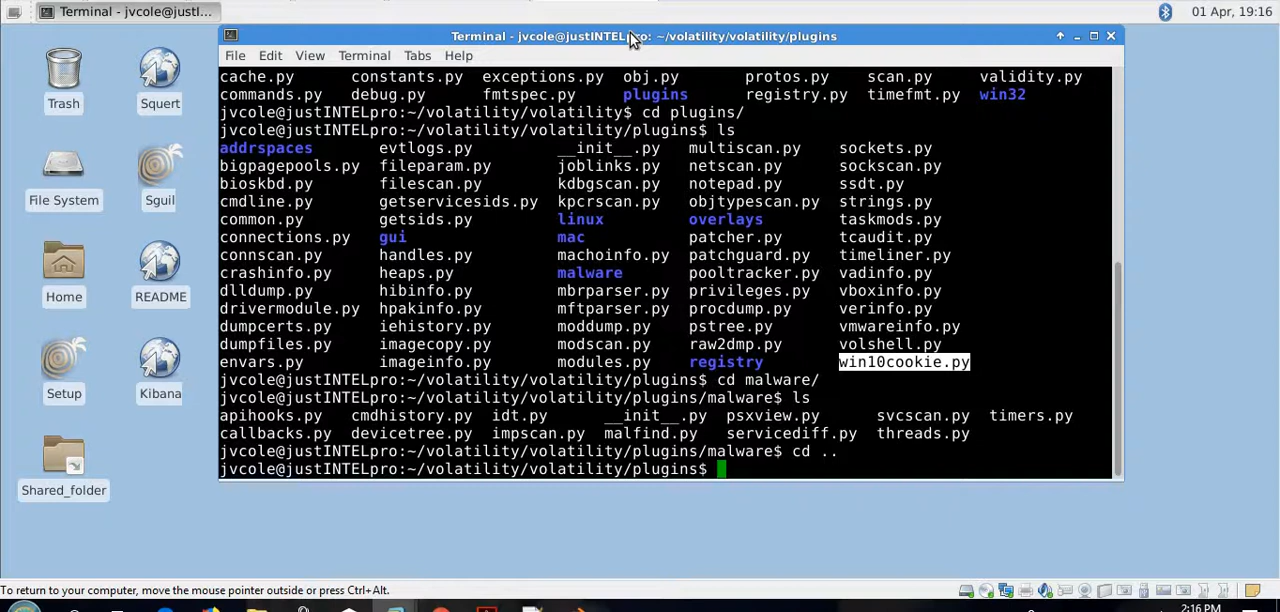 Terminal - jvcole@justI...
01 Apr, 19:16
Terminal - jvcole@justINTELpro: ~/volatility/volatility/plugins
File Edit View Terminal Tabs Help
cache.py constants.py exceptions.py obj.py protos.py scan.py validity.py
commands.py debug.py fmtspec.py plugins registry.py timefmt.py win32
jvcole@justINTELpro:~/volatility/volatility$ cd plugins/
jvcole@justINTELpro:~/volatility/volatility/plugins$ ls
addrspaces evtlogs.py __init__.py multiscan.py sockets.py
bigpagepools.py fileparam.py joblinks.py netscan.py sockscan.py
bioskbd.py filescan.py kdbgscan.py notepad.py ssdt.py
cmdline.py getservicesids.py kpcrscan.py objtypescan.py strings.py
common.py getsids.py linux overlays taskmods.py
connections.py gui mac patcher.py tcaudit.py
connscan.py handles.py machoinfo.py patchguard.py timeliner.py
crashinfo.py heaps.py malware pooltracker.py vadinfo.py
dlldump.py hibinfo.py mbrparser.py privileges.py vboxinfo.py
drivermodule.py hpakinfo.py mftparser.py procdump.py verinfo.py
dumpcerts.py iehistory.py moddump.py pstree.py vmwareinfo.py
dumpfiles.py imagecopy.py modscan.py raw2dmp.py volshell.py
envars.py imageinfo.py modules.py registry win10cookie.py
jvcole@justINTELpro:~/volatility/volatility/plugins$ cd malware/
jvcole@justINTELpro:~/volatility/volatility/plugins/malware$ ls
apihooks.py cmdhistory.py idt.py __init__.py psxview.py svcscan.py timers.py
callbacks.py devicetree.py impscan.py malfind.py servicediff.py threads.py
jvcole@justINTELpro:~/volatility/volatility/plugins/malware$ cd ..
jvcole@justINTELpro:~/volatility/volatility/plugins$
Trash
Squert
File System
Sguil
Home
README
Setup
Kibana
Shared_folder
To return to your computer, move the mouse pointer outside or press Ctrl+Alt.
2:16 PM